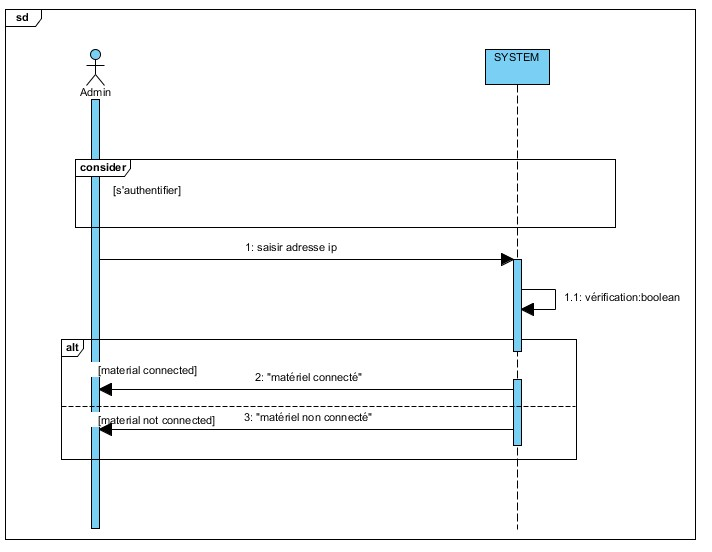 sd
SYSTEM
Admin
consider
[s'authentifier]
1: saisir adresse ip
1.1: vérification:boolean
alt
[material connected]
2: "matériel connecté"
3: "matériel non connecté"
[material not connected]